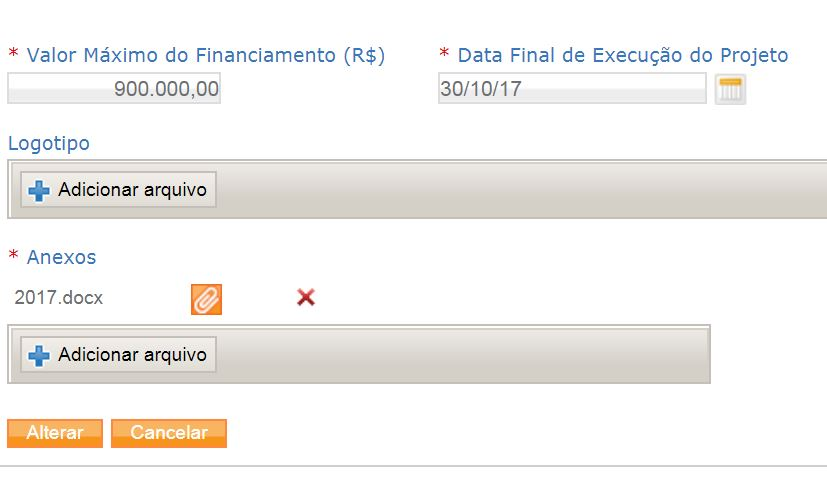 * Valor Máximo do Financiamento (R$) * Data Final de Execução do Projeto
900.000,00 30/10/17
Logotipo
Adicionar arquivo
* Anexos
2017.docx
Adicionar arquivo
Alterar Cancelar